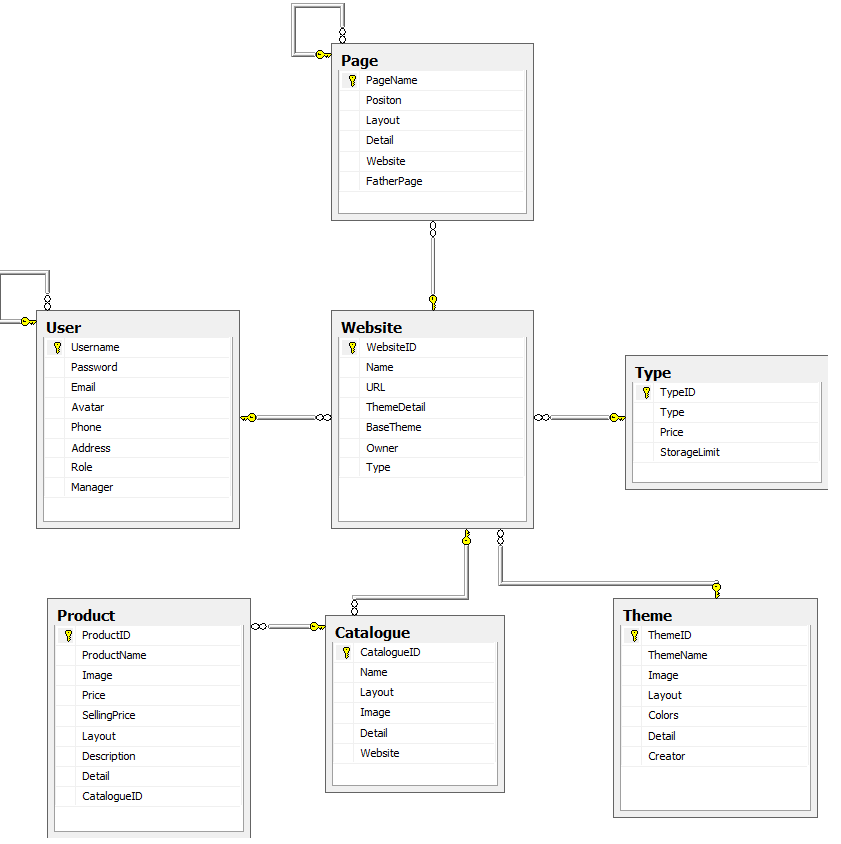 Page
PageName
Positon
Layout
Detail
Website
FatherPage
User
Username
Password
Email
Avatar
Phone
Address
Role
Manager
Website
WebsiteID
Name
URL
ThemeDetail
BaseTheme
Owner
Type
Type
TypeID
Type
Price
StorageLimit
Product
ProductID
ProductName
Image
Price
SellingPrice
Layout
Description
Detail
CatalogueID
Catalogue
CatalogueID
Name
Layout
Image
Detail
Website
Theme
ThemeID
ThemeName
Image
Layout
Colors
Detail
Creator